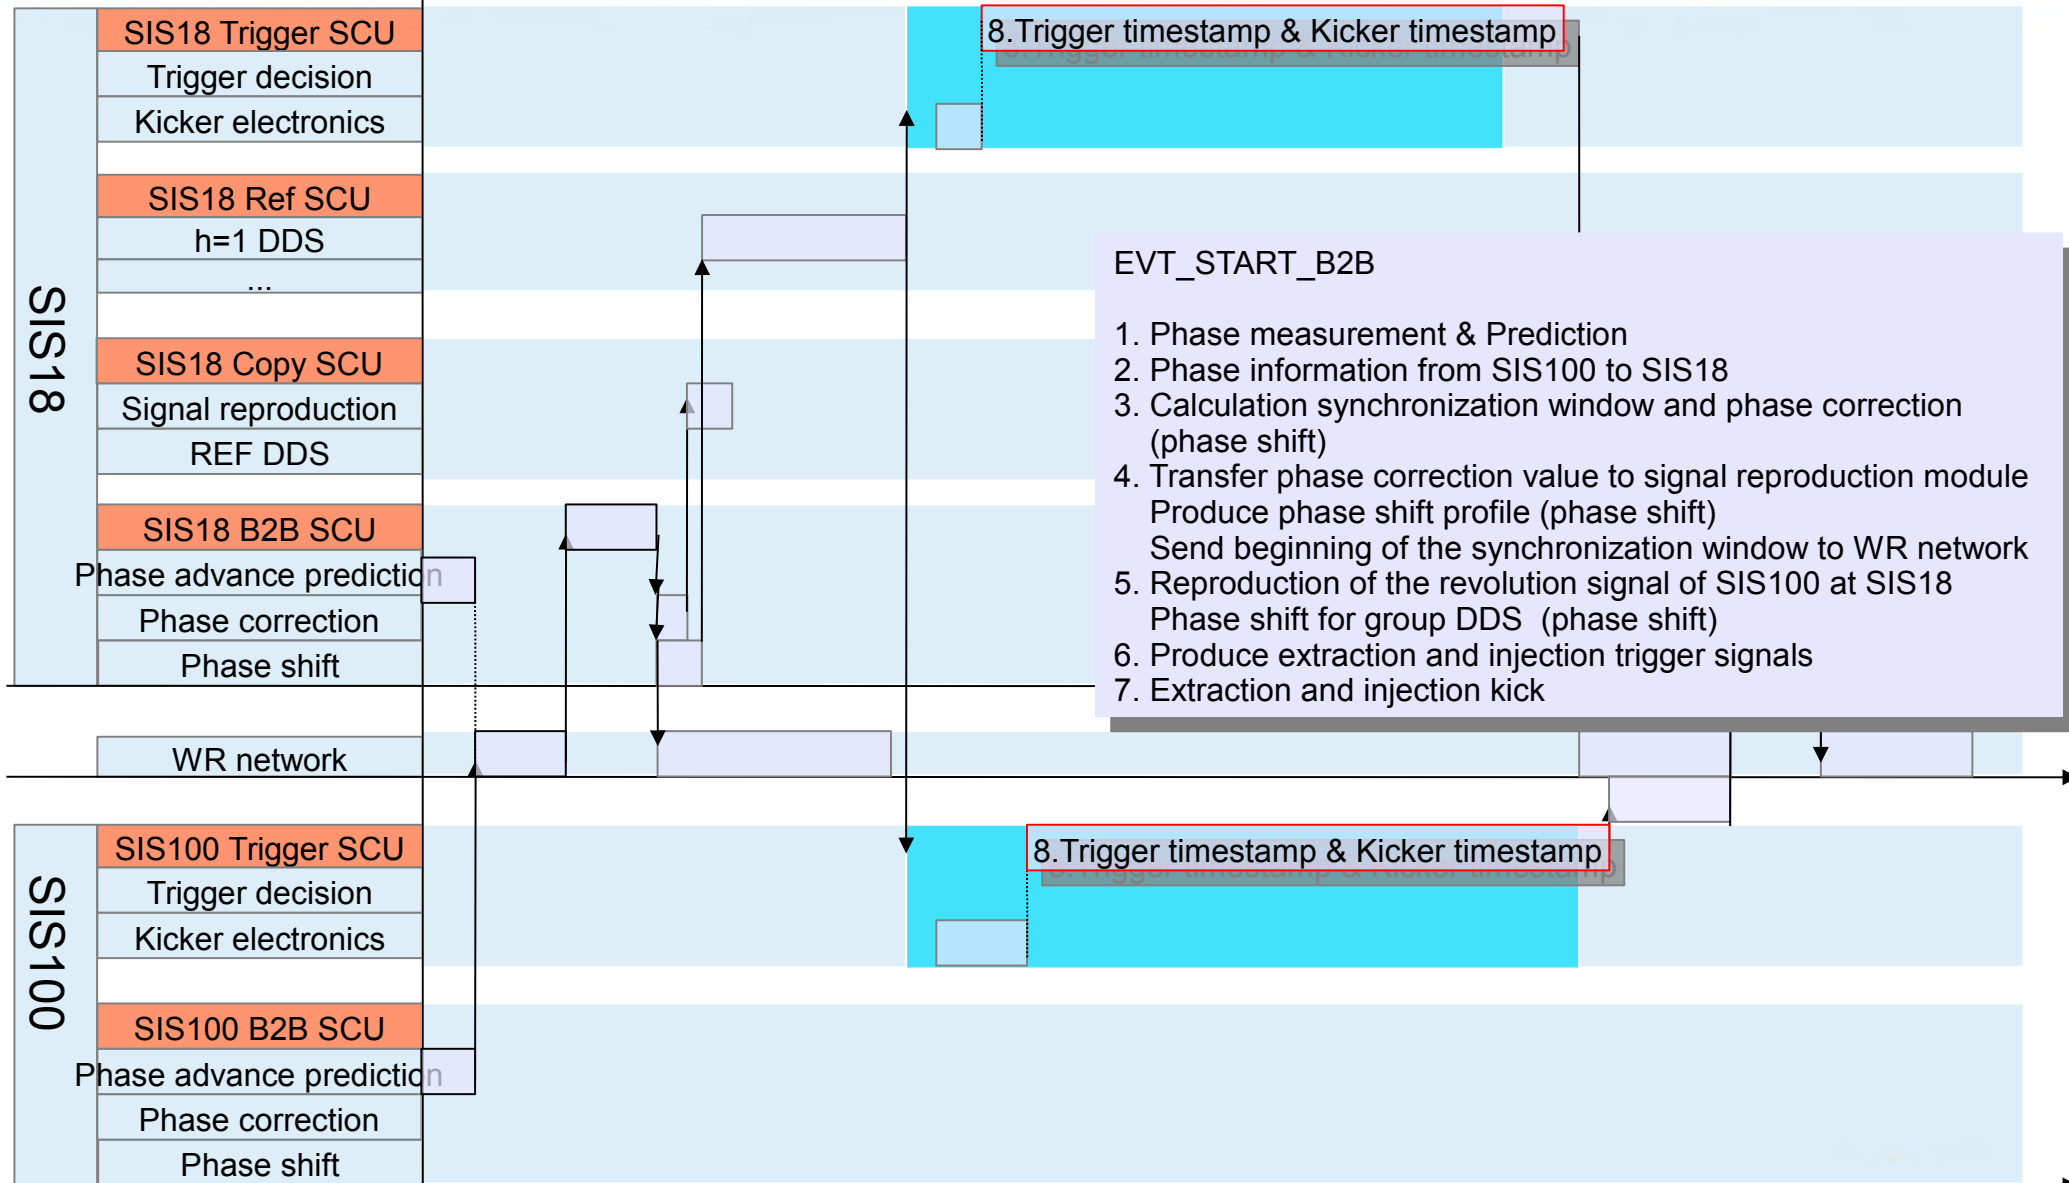 SIS18
SIS18 Trigger SCU
Trigger decision
Kicker electronics
8.Trigger timestamp & Kicker timestamp
SIS18 Ref SCU
h=1 DDS
...
SIS18 Copy SCU
Signal reproduction
REF DDS
SIS18 B2B SCU
Phase advance prediction
Phase correction
Phase shift
EVT_START_B2B
1. Phase measurement & Prediction
2. Phase information from SIS100 to SIS18
3. Calculation synchronization window and phase correction
(phase shift)
4. Transfer phase correction value to signal reproduction module
Produce phase shift profile (phase shift)
Send beginning of the synchronization window to WR network
5. Reproduction of the revolution signal of SIS100 at SIS18
Phase shift for group DDS (phase shift)
6. Produce extraction and injection trigger signals
7. Extraction and injection kick
WR network
SIS100
SIS100 Trigger SCU
Trigger decision
Kicker electronics
8.Trigger timestamp & Kicker timestamp
SIS100 B2B SCU
Phase advance prediction
Phase correction
Phase shift